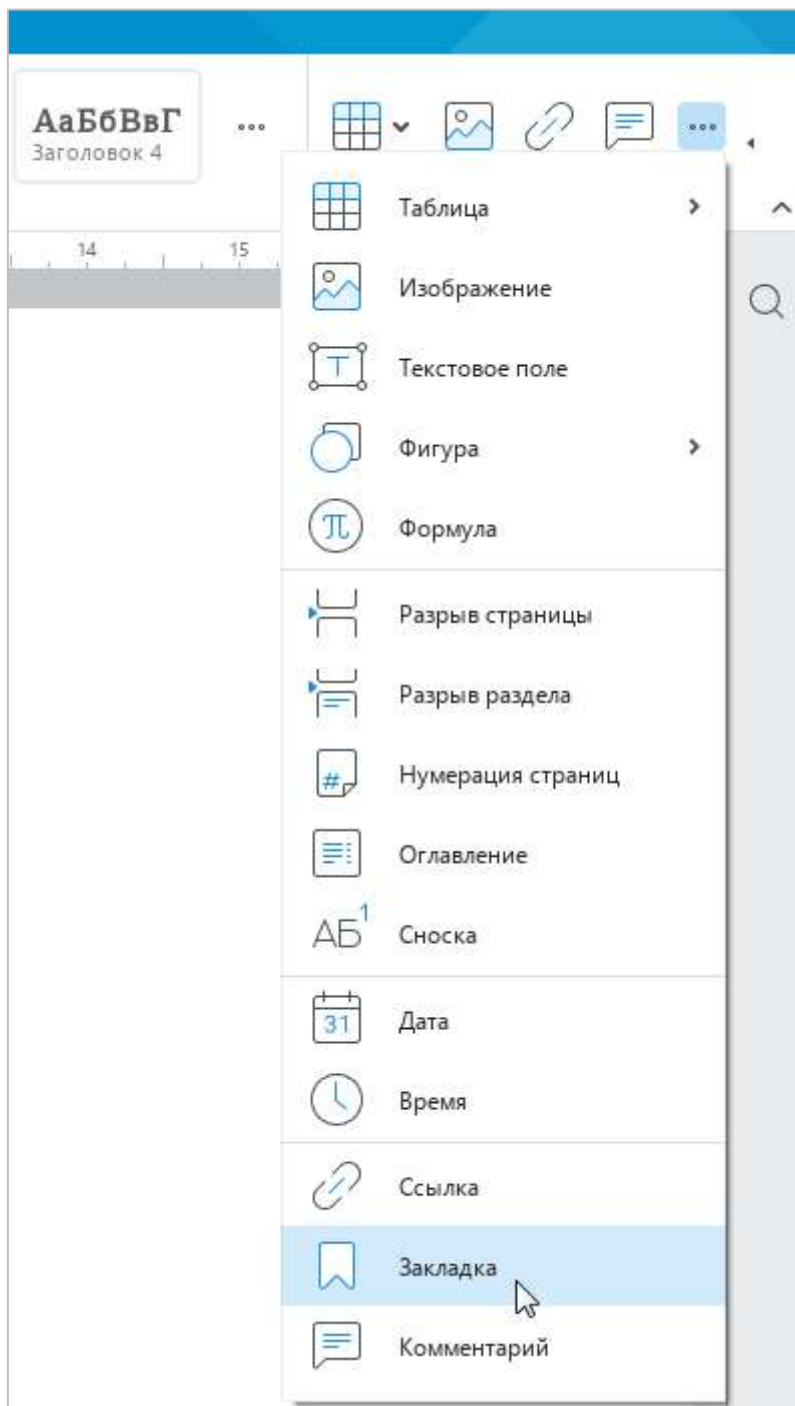 АаБбВвГ
Заголовок 4
14 15
Таблица
Изображение
Т Текстовое поле
Фигура
π Формула
Разрыв страницы
Разрыв раздела
# Нумерация страниц
Оглавление
АБ1 Сноска
31 Дата
Время
Ссылка
Закладка
Комментарий